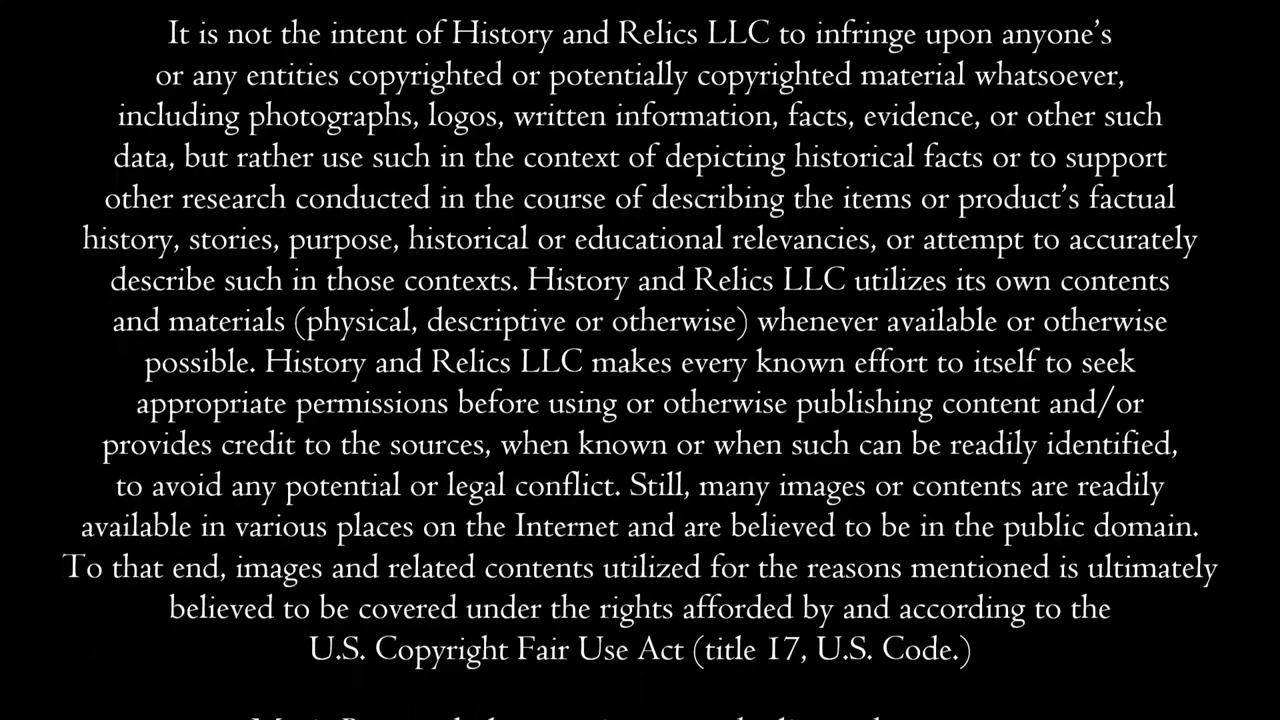 It is not the intent of History and Relics LLC to infringe upon anyone's
or any entities copyrighted or potentially copyrighted material whatsoever,
including photographs, logos, written information, facts, evidence, or other such
data, but rather use such in the context of depicting historical facts or to support
other research conducted in the course of describing the items or product's factual
history, stories, purpose, historical or educational relevancies, or attempt to accurately
describe such in those contexts. History and Relics LLC utilizes its own contents
and materials (physical, descriptive or otherwise) whenever available or otherwise
possible. History and Relics LLC makes every known effort to itself to seek
appropriate permissions before using or otherwise publishing content and/or
provides credit to the sources, when known or when such can be readily identified,
to avoid any potential or legal conflict. Still, many images or contents are readily
available in various places on the Internet and are believed to be in the public domain.
To that end, images and related contents utilized for the reasons mentioned is ultimately
believed to be covered under the rights afforded by and according to the
U.S. Copyright Fair Use Act (title 17, U.S. Code.)